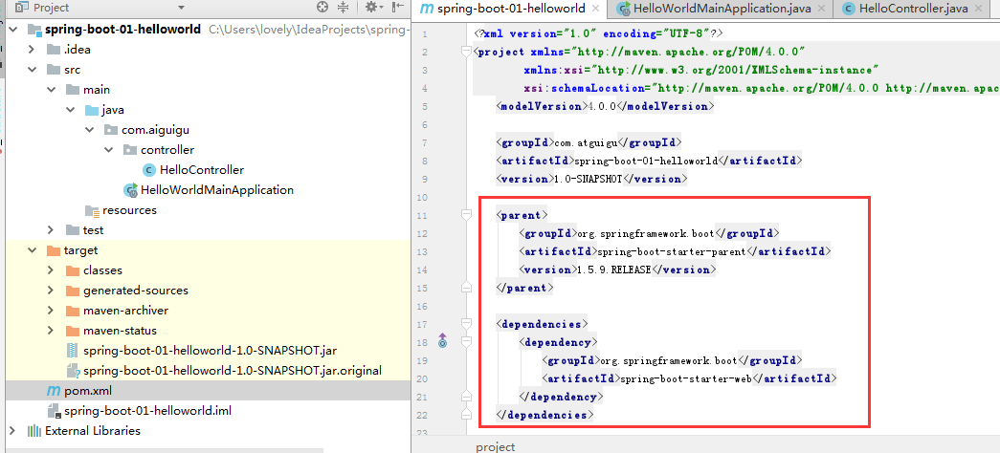 Project
spring-boot-01-helloworld C:\Users\lovely\IdeaProjects\spring-
.idea
src
main
java
com.aiguigu
controller
HelloController
HelloWorldMainApplication
resources
test
target
classes
generated-sources
maven-archiver
maven-status
spring-boot-01-helloworld-1.0-SNAPSHOT.jar
spring-boot-01-helloworld-1.0-SNAPSHOT.jar.original
pom.xml
spring-boot-01-helloworld.iml
External Libraries
spring-boot-01-helloworld HelloWorldMainApplication.java HelloController.java
1 <?xml version="1.0" encoding="UTF-8"?>
2 <project xmlns="http://maven.apache.org/POM/4.0.0"
3 xmlns:xsi="http://www.w3.org/2001/XMLSchema-instance"
4 xsi:schemaLocation="http://maven.apache.org/POM/4.0.0 http://maven.apac
5 <modelVersion>4.0.0</modelVersion>
6
7 <groupId>com.atguigu</groupId>
8 <artifactId>spring-boot-01-helloworld</artifactId>
9 <version>1.0-SNAPSHOT</version>
10
11 <parent>
12 <groupId>org.springframework.boot</groupId>
13 <artifactId>spring-boot-starter-parent</artifactId>
14 <version>1.5.9.RELEASE</version>
15 </parent>
16
17 <dependencies>
18 <dependency>
19 <groupId>org.springframework.boot</groupId>
20 <artifactId>spring-boot-starter-web</artifactId>
21 </dependency>
22 </dependencies>
23
project